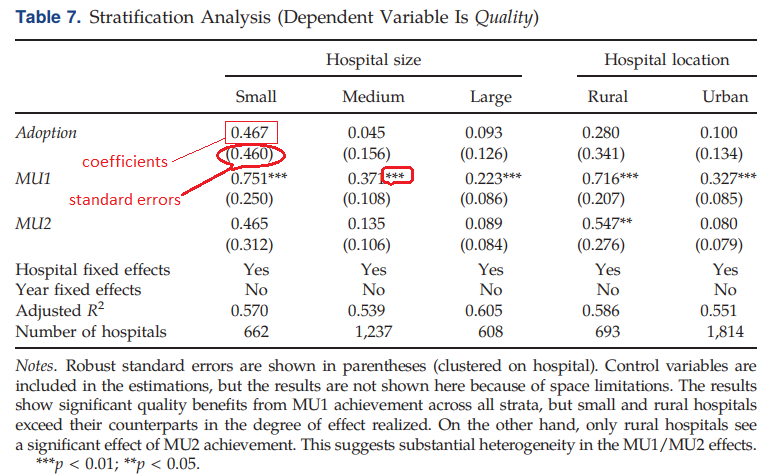 Table 7. Stratification Analysis (Dependent Variable Is Quality)
Hospital size Hospital location
Small Medium Large Rural Urban
Adoption 0.467 0.045 0.093 0.280 0.100
(0.460) (0.156) (0.126) (0.341) (0.134)
coefficients
MU1 0.751*** 0.371*** 0.223*** 0.716*** 0.327***
standard errors (0.250) (0.108) (0.086) (0.207) (0.085)
MU2 0.465 0.135 0.089 0.547** 0.080
(0.312) (0.106) (0.084) (0.276) (0.079)
Hospital fixed effects Yes Yes Yes Yes Yes
Year fixed effects No No No No No
Adjusted R² 0.570 0.539 0.605 0.586 0.551
Number of hospitals 662 1,237 608 693 1,814
Notes. Robust standard errors are shown in parentheses (clustered on hospital). Control variables are
included in the estimations, but the results are not shown here because of space limitations. The results
show significant quality benefits from MU1 achievement across all strata, but small and rural hospitals
exceed their counterparts in the degree of effect realized. On the other hand, only rural hospitals see
a significant effect of MU2 achievement. This suggests substantial heterogeneity in the MU1/MU2 effects.
***p < 0.01; **p < 0.05.